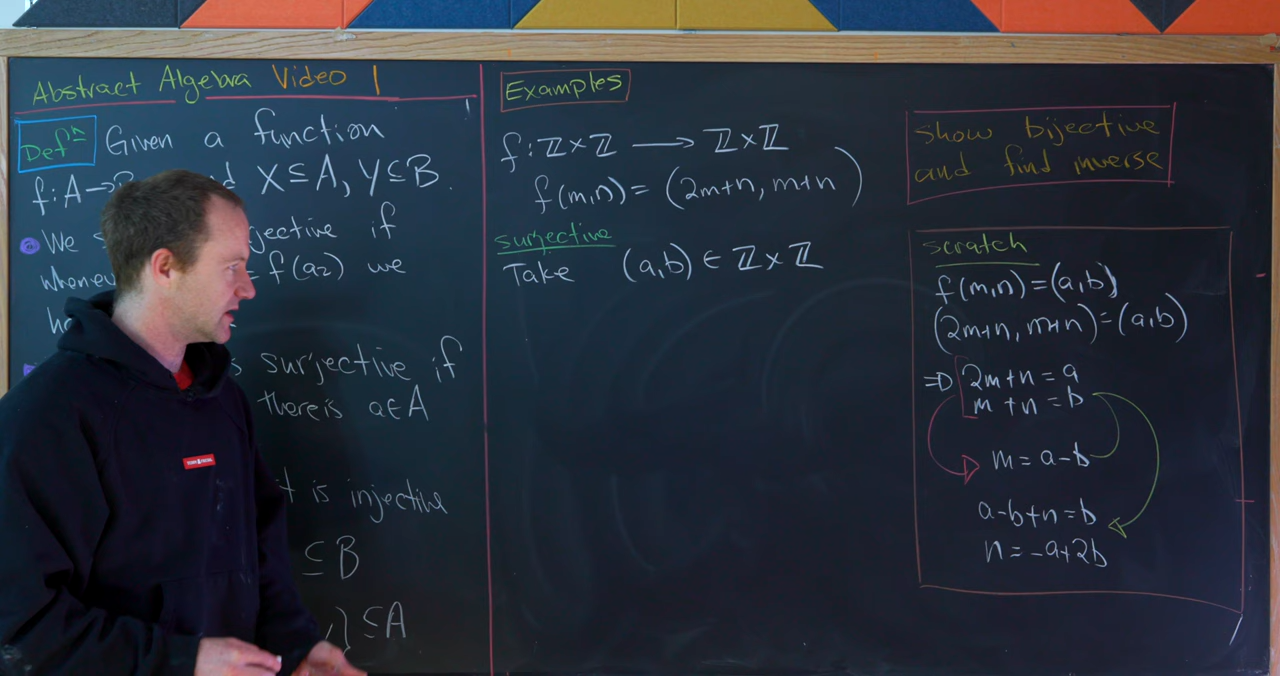 Abstract Algebra Video 1
Defⁿ Given a function
f: A → X ⊆ A, Y ⊆ B.
We jective if
whenev = f(a₂) we
surjective if
there is a ∈ A
it is injective
⊆ B
} ⊆ A
Examples
f : ℤ × ℤ → ℤ × ℤ
f(m,n) = (2m+n, m+n)
surjective
Take (a,b) ∈ ℤ × ℤ
show bijective
and find inverse
scratch
f(m,n) = (a,b)
(2m+n, m+n) = (a,b)
⇒ 2m+n = a
m+n = b
m = a-b
a-b+n = b
n = -a+2b